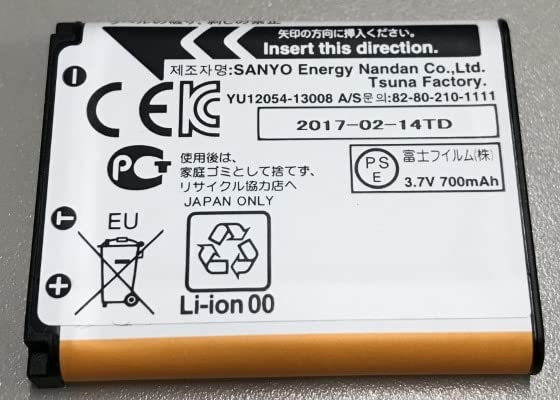 矢印の方向に挿入して下さい
Insert this direction.
제조자명:SANYO Energy Nandan Co.,Ltd.
Tsuna Factory.
YU12054-13008 A/S문의:82-80-210-1111
2017-02-14TD
使用後は、
家庭ゴミとして捨てず、
リサイクル協力店へ
JAPAN ONLY
PS
E
富士フイルム(株)
3.7V 700mAh
T
EU
Li-ion 00